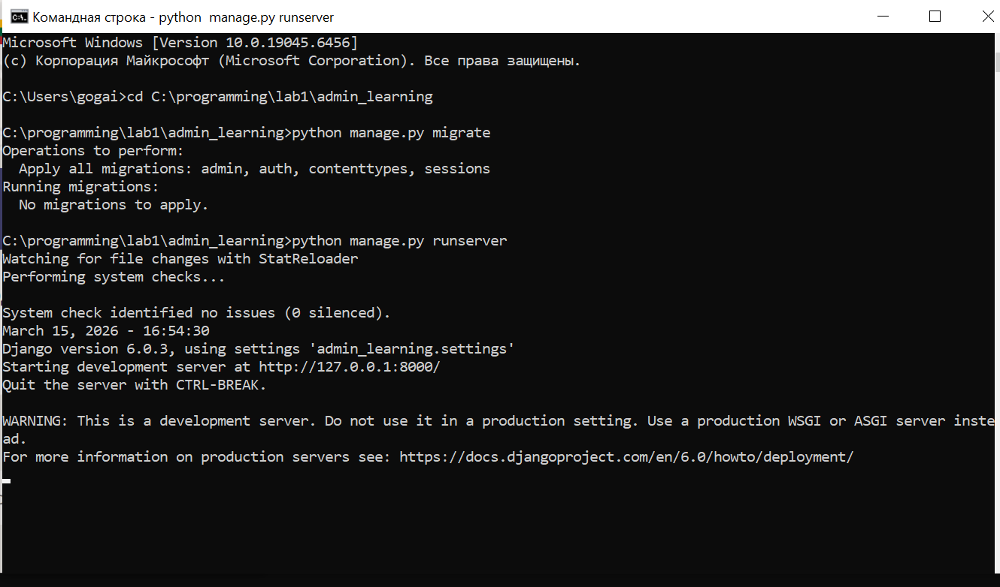 Командная строка - python  manage.py runserver
Microsoft Windows [Version 10.0.19045.6456]
(c) Корпорация Майкрософт (Microsoft Corporation). Все права защищены.
C:\Users\gogai>cd C:\programming\lab1\admin_learning
C:\programming\lab1\admin_learning>python manage.py migrate
Operations to perform:
  Apply all migrations: admin, auth, contenttypes, sessions
Running migrations:
  No migrations to apply.
C:\programming\lab1\admin_learning>python manage.py runserver
Watching for file changes with StatReloader
Performing system checks...
System check identified no issues (0 silenced).
March 15, 2026 - 16:54:30
Django version 6.0.3, using settings 'admin_learning.settings'
Starting development server at http://127.0.0.1:8000/
Quit the server with CTRL-BREAK.
WARNING: This is a development server. Do not use it in a production setting. Use a production WSGI or ASGI server inste
ad.
For more information on production servers see: https://docs.djangoproject.com/en/6.0/howto/deployment/